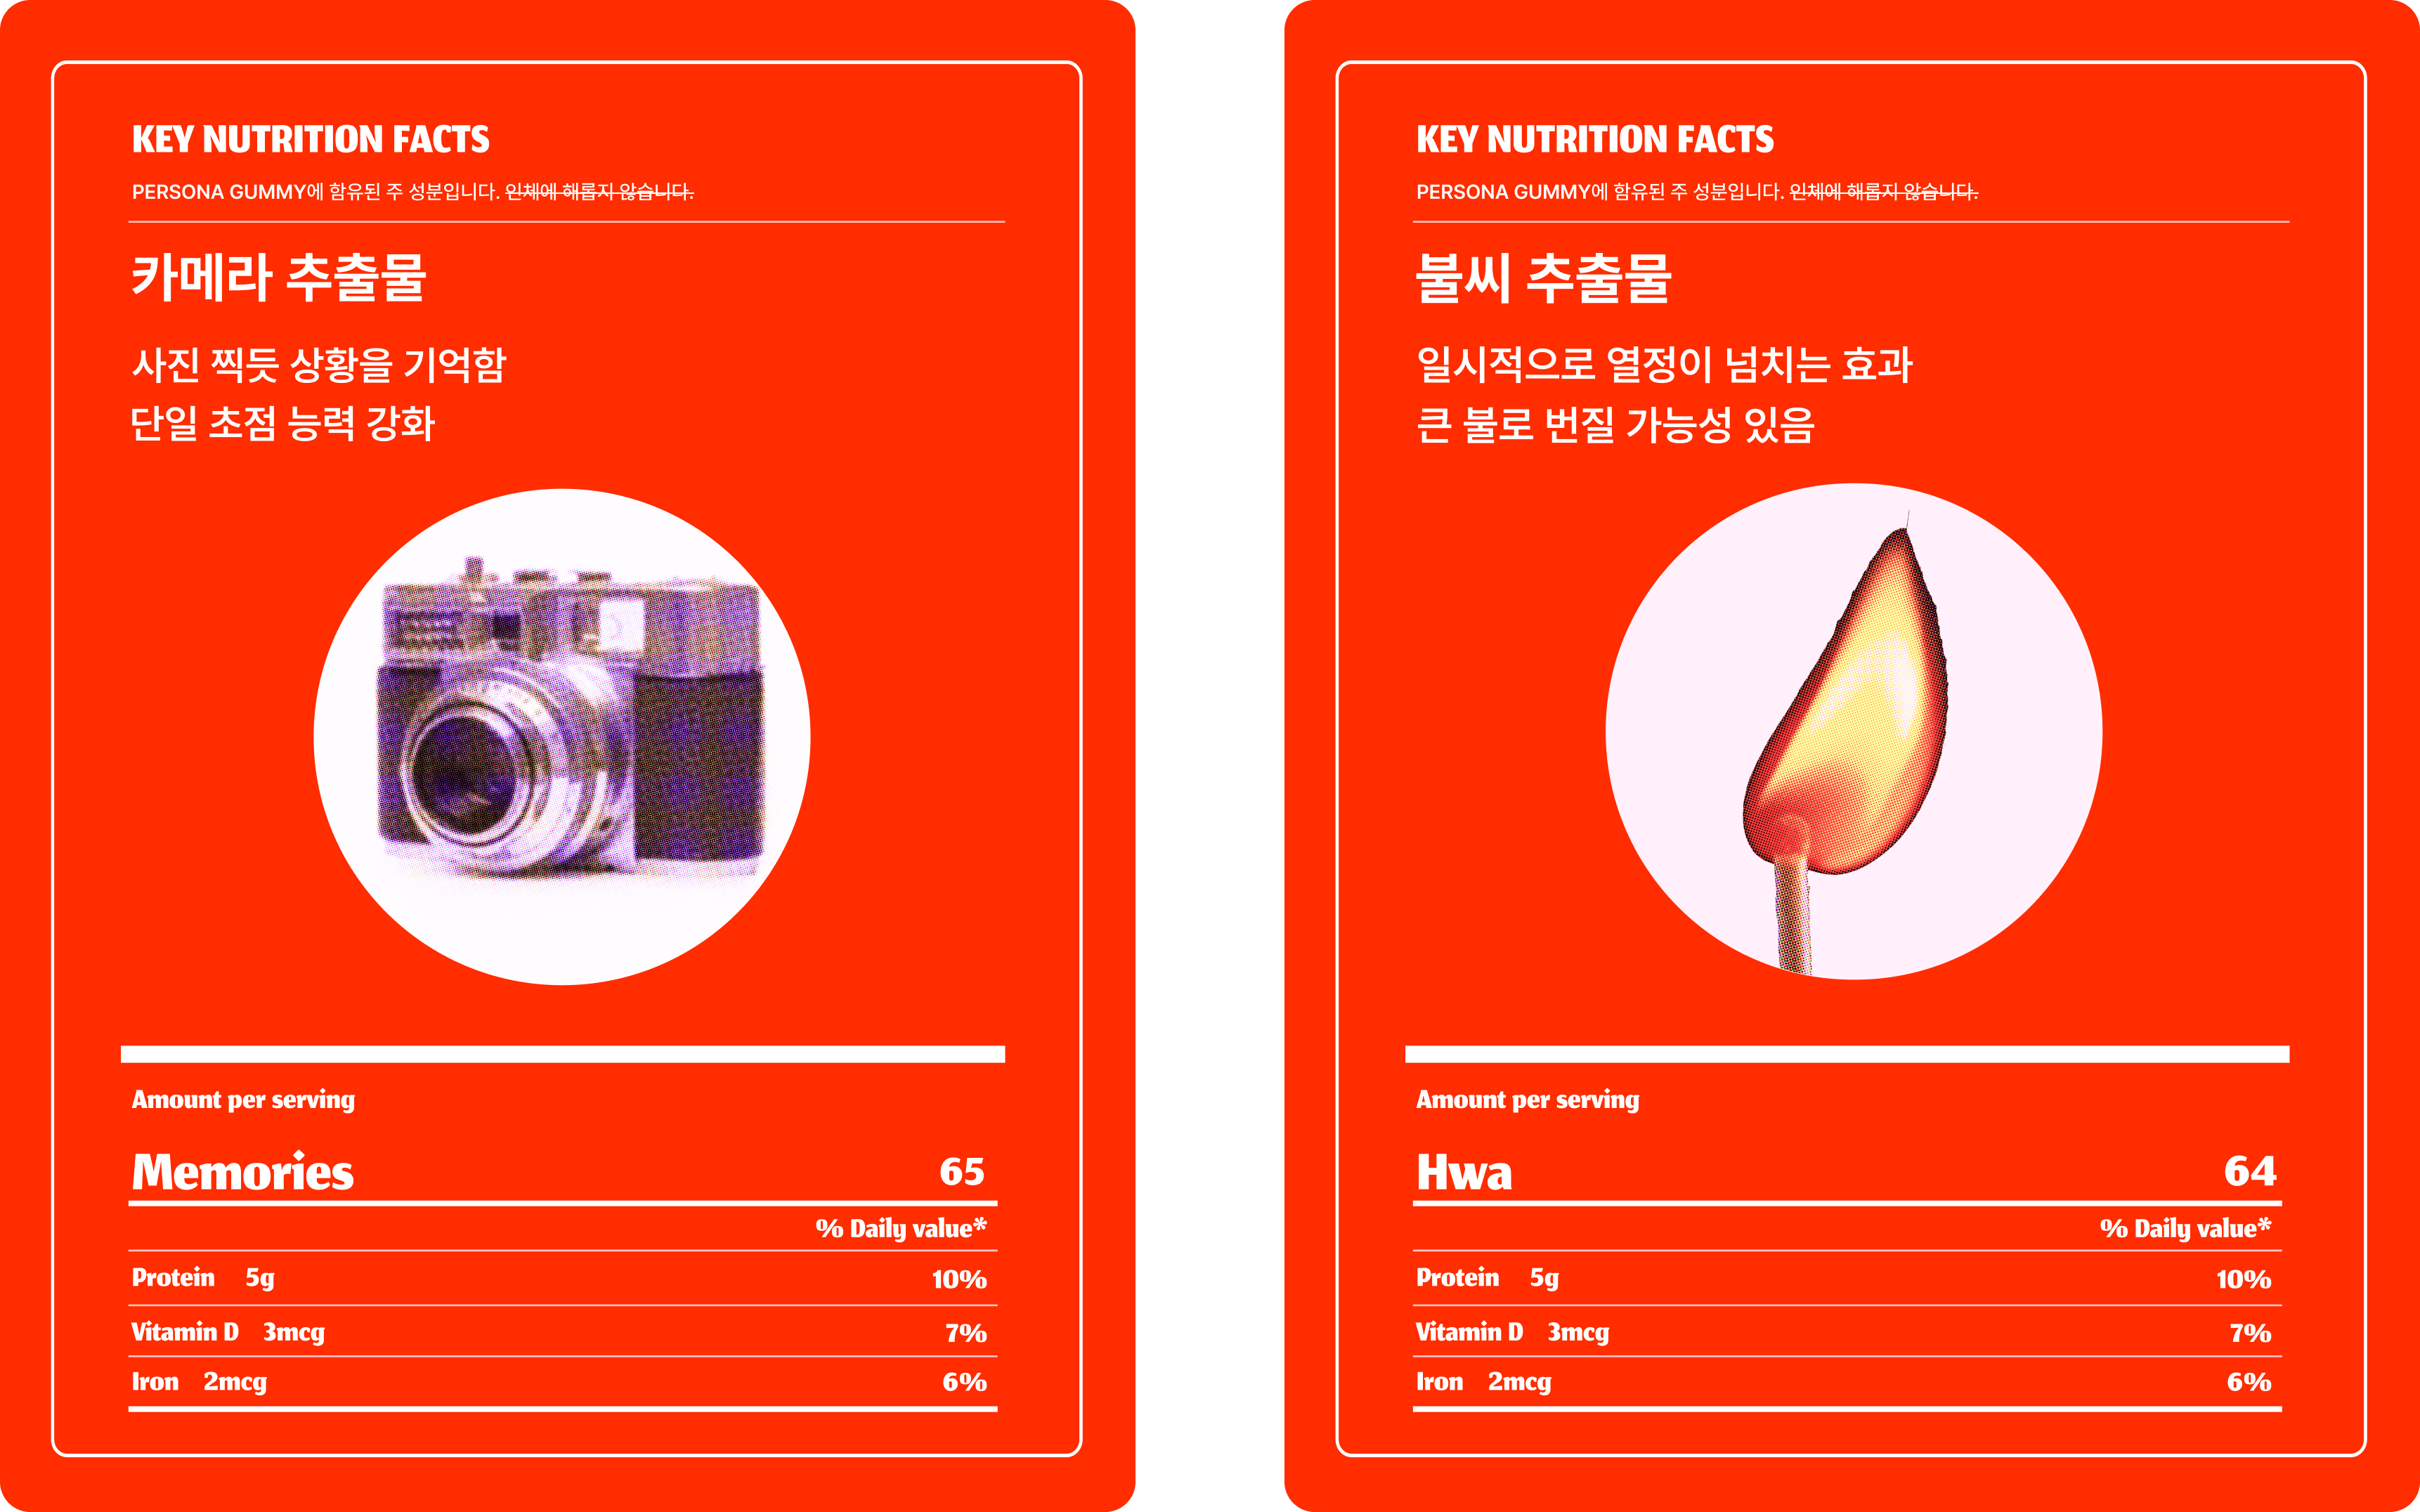 KEY NUTRITION FACTS
PERSONA GUMMY에 함유된 주 성분입니다. 인체에 해롭지 않습니다.
카메라 추출물
사진 찍듯 상황을 기억함
단일 초점 능력 강화
Amount per serving
Memories 65
% Daily value*
Protein 5g 10%
Vitamin D 3mcg 7%
Iron 2mcg 6%
KEY NUTRITION FACTS
PERSONA GUMMY에 함유된 주 성분입니다. 인체에 해롭지 않습니다.
불씨 추출물
일시적으로 열정이 넘치는 효과
큰 불로 번질 가능성 있음
Amount per serving
Hwa 64
% Daily value*
Protein 5g 10%
Vitamin D 3mcg 7%
Iron 2mcg 6%